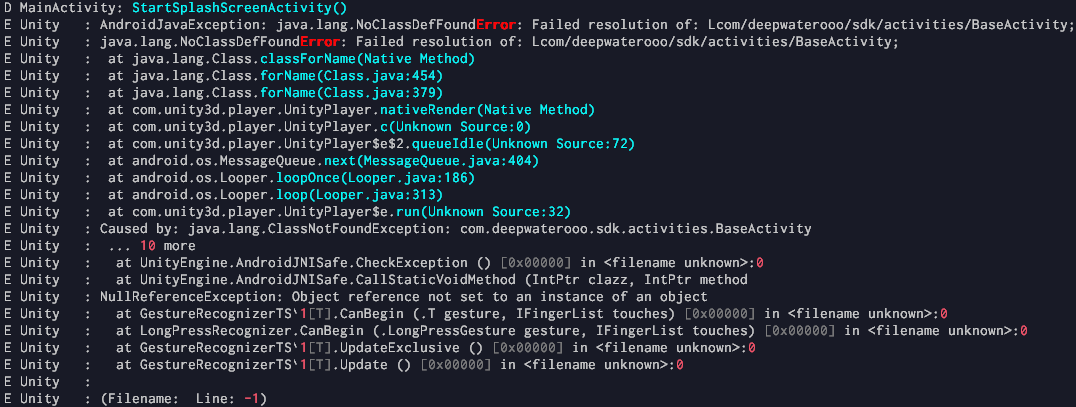 D MainActivity: StartSplashScreenActivity()
E Unity   : AndroidJavaException: java.lang.NoClassDefFoundError: Failed resolution of: Lcom/deepwaterooo/sdk/activities/BaseActivity;
E Unity   : java.lang.NoClassDefFoundError: Failed resolution of: Lcom/deepwaterooo/sdk/activities/BaseActivity;
E Unity   :  at java.lang.Class.classForName(Native Method)
E Unity   :  at java.lang.Class.forName(Class.java:454)
E Unity   :  at java.lang.Class.forName(Class.java:379)
E Unity   :  at com.unity3d.player.UnityPlayer.nativeRender(Native Method)
E Unity   :  at com.unity3d.player.UnityPlayer.c(Unknown Source:0)
E Unity   :  at com.unity3d.player.UnityPlayer$e$2.queueIdle(Unknown Source:72)
E Unity   :  at android.os.MessageQueue.next(MessageQueue.java:404)
E Unity   :  at android.os.Looper.loopOnce(Looper.java:186)
E Unity   :  at android.os.Looper.loop(Looper.java:313)
E Unity   :  at com.unity3d.player.UnityPlayer$e.run(Unknown Source:32)
E Unity   : Caused by: java.lang.ClassNotFoundException: com.deepwaterooo.sdk.activities.BaseActivity
E Unity   :  ... 10 more
E Unity   :   at UnityEngine.AndroidJNISafe.CheckException () [0x00000] in <filename unknown>:0
E Unity   :   at UnityEngine.AndroidJNISafe.CallStaticVoidMethod (IntPtr clazz, IntPtr method
E Unity   : NullReferenceException: Object reference not set to an instance of an object
E Unity   :   at GestureRecognizerTS`1[T].CanBegin (.T gesture, IFingerList touches) [0x00000] in <filename unknown>:0
E Unity   :   at LongPressRecognizer.CanBegin (.LongPressGesture gesture, IFingerList touches) [0x00000] in <filename unknown>:0
E Unity   :   at GestureRecognizerTS`1[T].UpdateExclusive () [0x00000] in <filename unknown>:0
E Unity   :   at GestureRecognizerTS`1[T].Update () [0x00000] in <filename unknown>:0
E Unity   :
E Unity   : (Filename:  Line: -1)